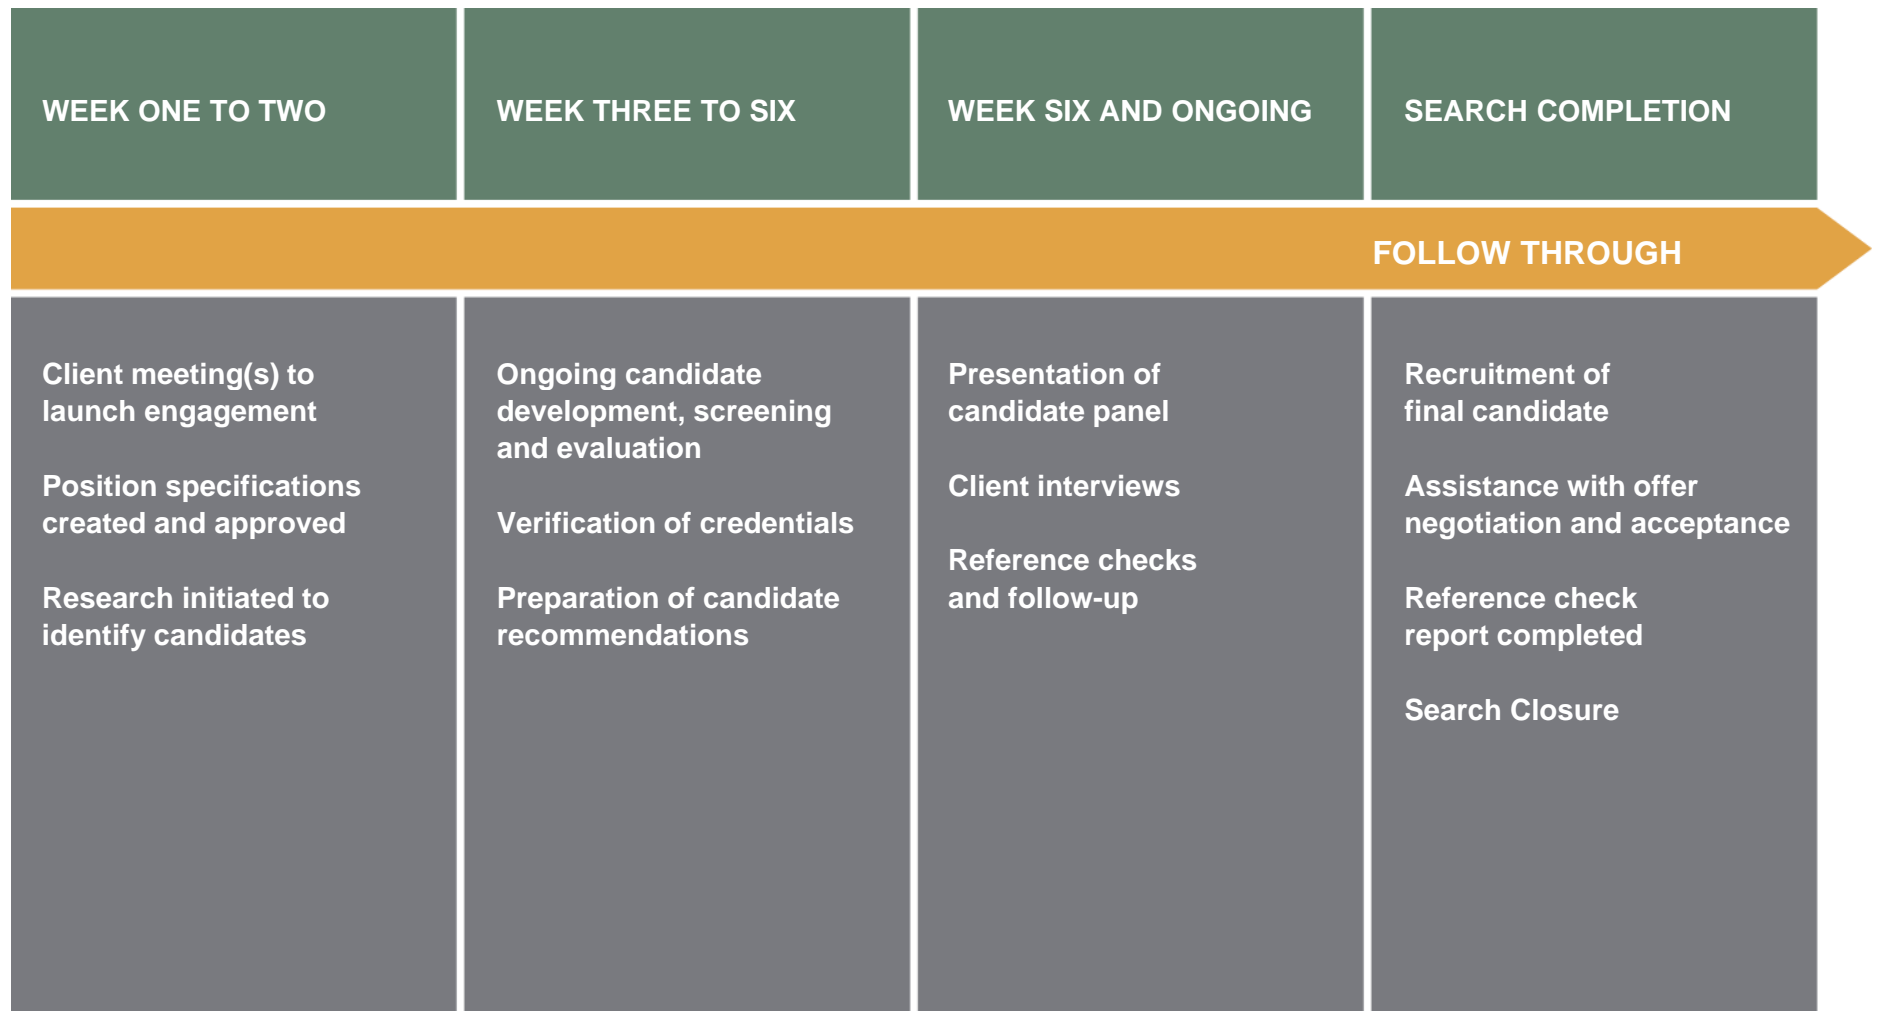 WEEK ONE TO TWO
WEEK THREE TO SIX
WEEK SIX AND ONGOING
SEARCH COMPLETION
FOLLOW THROUGH
Client meeting(s) to
launch engagement
Position specifications
created and approved
Research initiated to
identify candidates
Ongoing candidate
development, screening
and evaluation
Verification of credentials
Preparation of candidate
recommendations
Presentation of
candidate panel
Client interviews
Reference checks
and follow-up
Recruitment of
final candidate
Assistance with offer
negotiation and acceptance
Reference check
report completed
Search Closure